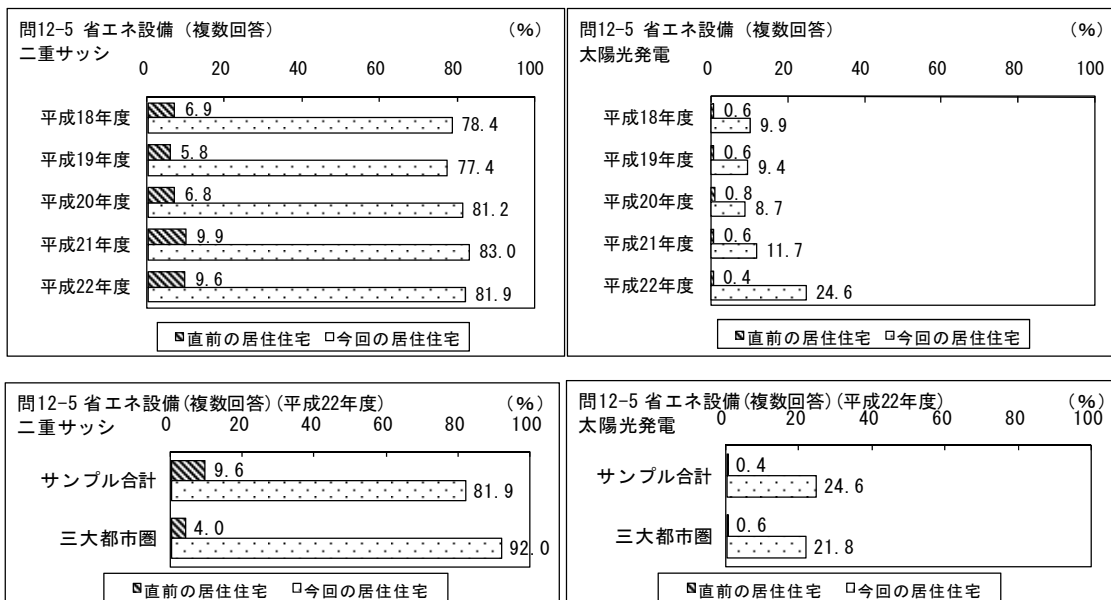 問12-5 省エネ設備（複数回答） （%）
二重サッシ
0 20 40 60 80 100
平成18年度 6.9 78.4
平成19年度 5.8 77.4
平成20年度 6.8 81.2
平成21年度 9.9 83.0
平成22年度 9.6 81.9
直前の居住住宅 今回の居住住宅
問12-5 省エネ設備（複数回答） （%）
太陽光発電
0 20 40 60 80 100
平成18年度 0.6 9.9
平成19年度 0.6 9.4
平成20年度 0.8 8.7
平成21年度 0.6 11.7
平成22年度 0.4 24.6
直前の居住住宅 今回の居住住宅
問12-5 省エネ設備(複数回答)(平成22年度) （%）
二重サッシ
0 20 40 60 80 100
サンプル合計 9.6 81.9
三大都市圏 4.0 92.0
直前の居住住宅 今回の居住住宅
問12-5 省エネ設備(複数回答)(平成22年度) （%）
太陽光発電
0 20 40 60 80 100
サンプル合計 0.4 24.6
三大都市圏 0.6 21.8
直前の居住住宅 今回の居住住宅